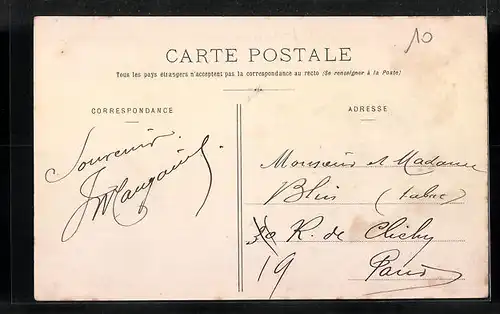 10
CARTE POSTALE
Tous les pays étrangers n'acceptent pas la correspondance au recto (Se renseigner à la Poste)
CORRESPONDANCE
ADRESSE
Souvenir
Monsieur et Madame
R. de Clichy
19
Paris